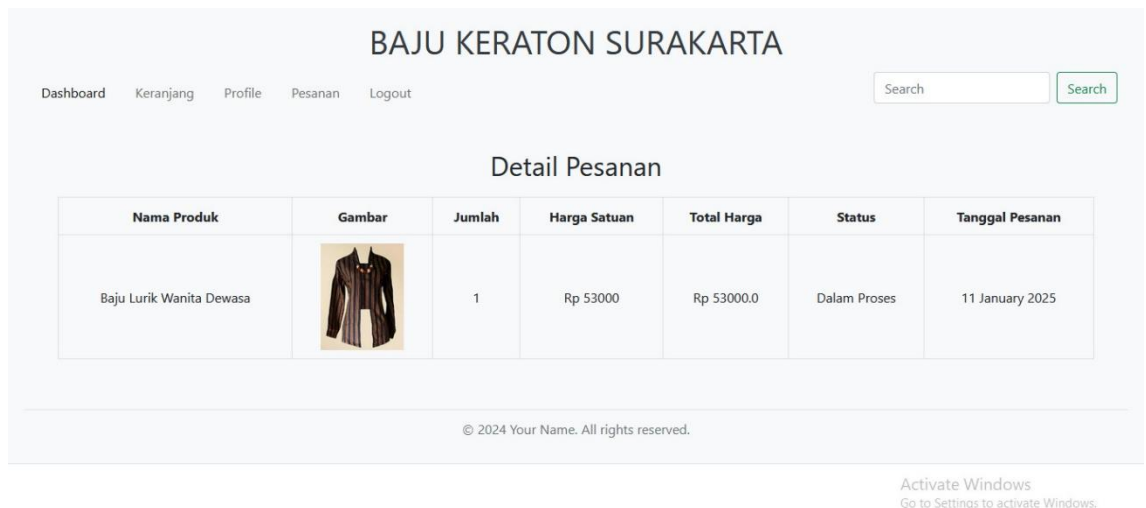 BAJU KERATON SURAKARTA
Dashboard Keranjang Profile Pesanan Logout Search Search
Detail Pesanan
Nama Produk Gambar Jumlah Harga Satuan Total Harga Status Tanggal Pesanan
Baju Lurik Wanita Dewasa 1 Rp 53000 Rp 53000.0 Dalam Proses 11 January 2025
© 2024 Your Name. All rights reserved.
Activate Windows
Go to Settings to activate Windows.